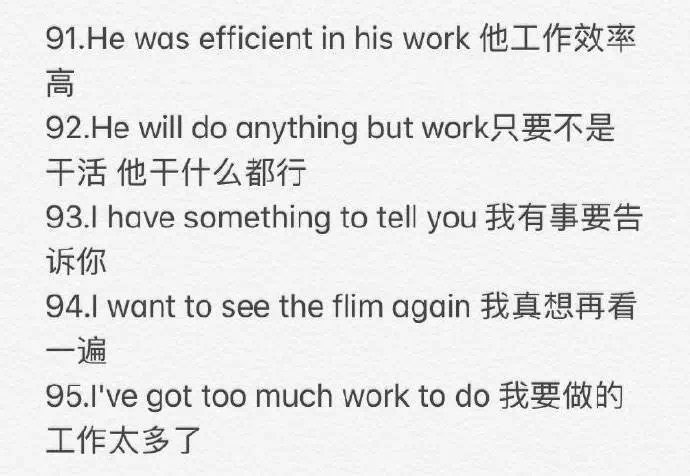 91.He was efficient in his work 他工作效率
高
92.He will do anything but work只要不是
干活 他干什么都行
93.I have something to tell you 我有事要告
诉你
94.I want to see the flim again 我真想再看
一遍
95.I've got too much work to do 我要做的
工作太多了